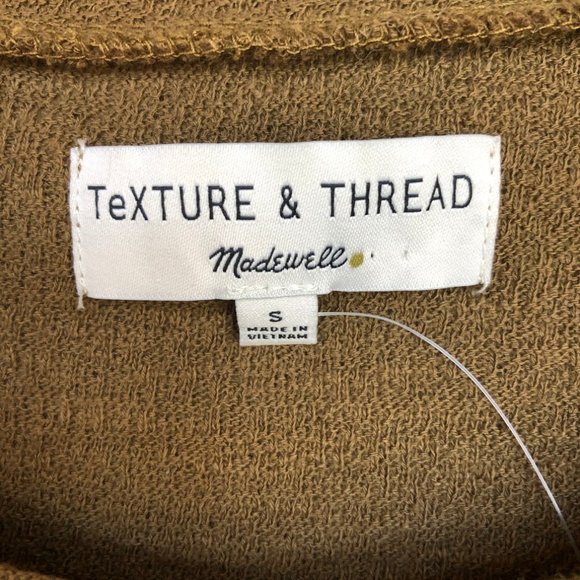 TeXTURE & THREAD
Madewell
S
MADE IN
VIETNAM